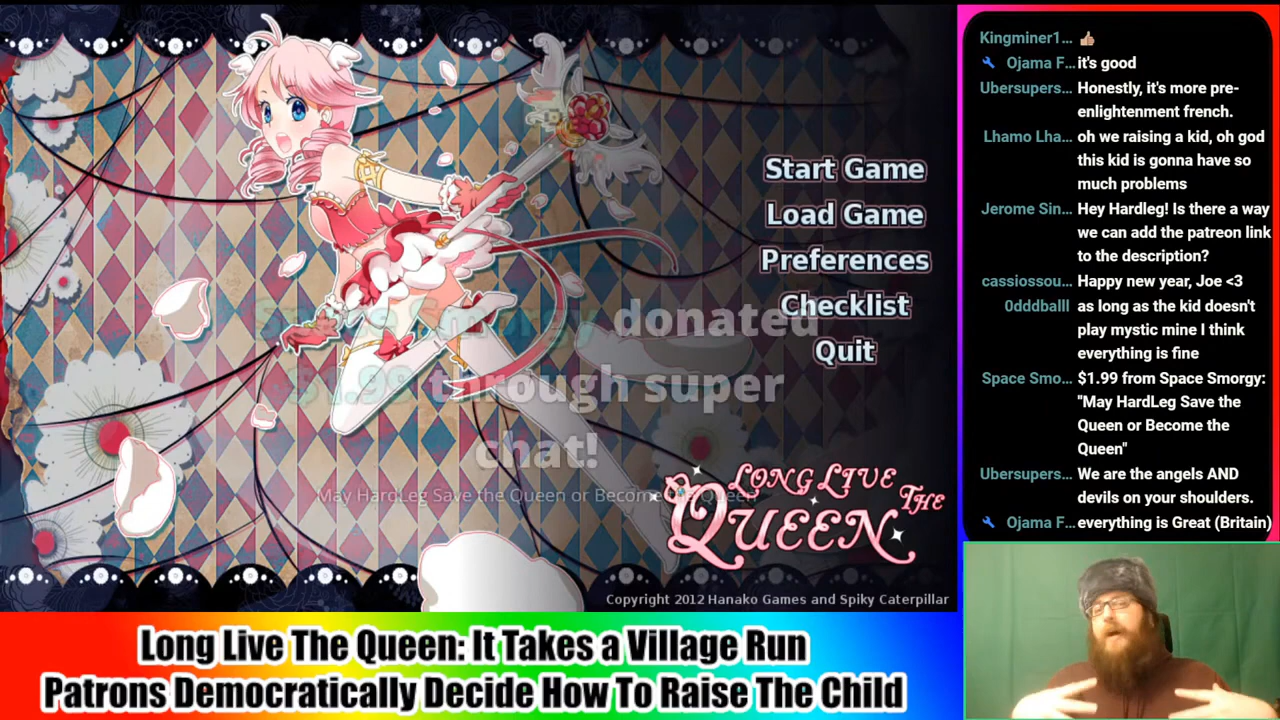 Start Game
Load Game
Preferences
Checklist
Quit
donated
$1.99 through super
chat!
May HardLeg Save the Queen or Become the Queen
LONG LIVE THE
QUEEN
Copyright 2012 Hanako Games and Spiky Caterpillar
Long Live The Queen: It Takes a Village Run
Patrons Democratically Decide How To Raise The Child
Kingminer1... 👍🏼
Ojama F... it's good
Ubersupers... Honestly, it's more pre-
enlightenment french.
Lhamo Lha... oh we raising a kid, oh god
this kid is gonna have so
much problems
Jerome Sin... Hey Hardleg! Is there a way
we can add the patreon link
to the description?
cassiossou... Happy new year, Joe <3
0dddballl as long as the kid doesn't
play mystic mine I think
everything is fine
Space Smo... $1.99 from Space Smorgy:
"May HardLeg Save the
Queen or Become the
Queen"
Ubersupers... We are the angels AND
devils on your shoulders.
Ojama F... everything is Great (Britain)